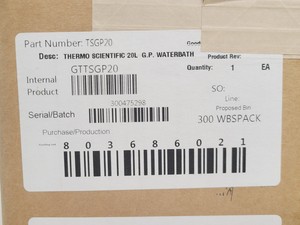 Part Number: TSGP20
Desc: THERMO SCIENTIFIC 20L G.P. WATERBATH
Product Rev:
Internal Product
GTTSGP20
Quantity: 1 EA
SO:
Line:
Serial/Batch
300475298
Proposed Bin:
300 WBSPACK
Purchase/Production
8 0 3 6 8 6 0 2 1